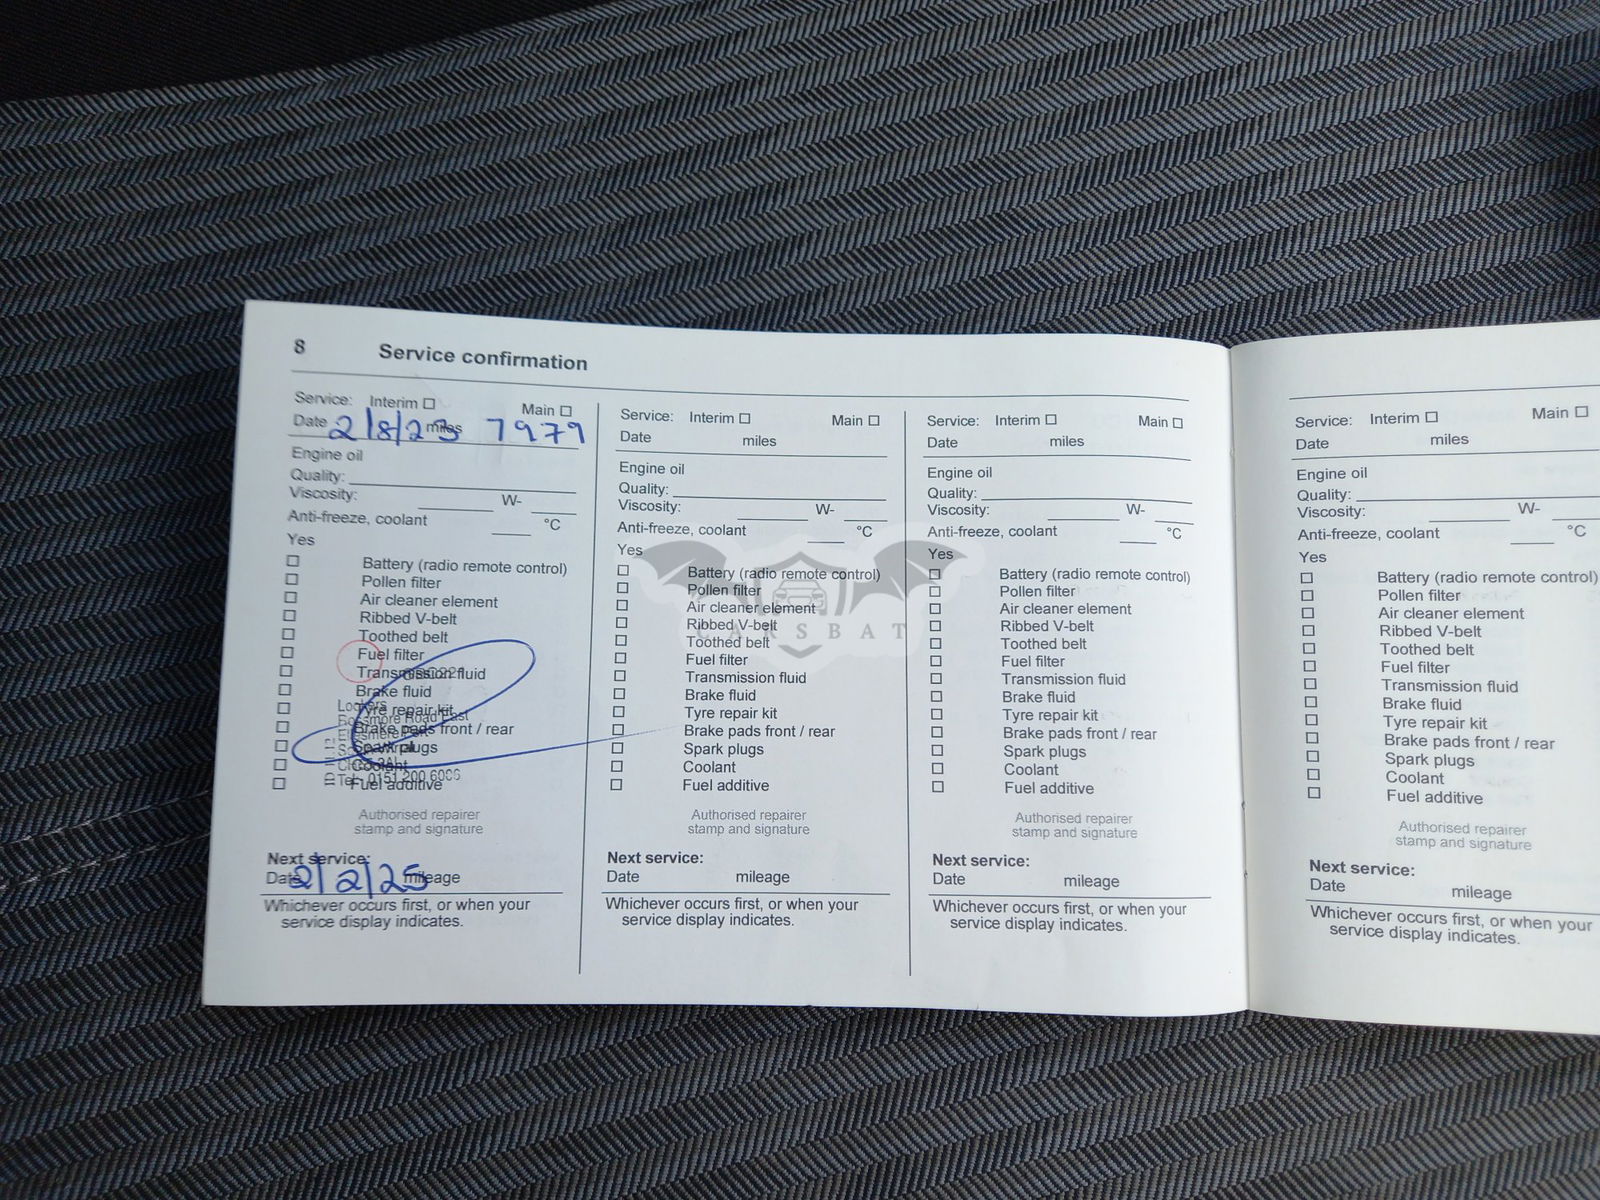 8 Service confirmation
Service: Interim ☐ Main ☐
Date 2/8/23 miles 7979
Engine oil
Quality:
Viscosity: W-
Anti-freeze, coolant °C
Yes
☐ Battery (radio remote control)
☐ Pollen filter
☐ Air cleaner element
☐ Ribbed V-belt
☐ Toothed belt
☐ Fuel filter
☐ Transmission fluid
☐ Brake fluid
☐ Tyre repair kit
☐ Brake pads front / rear
☐ Spark plugs
☐ Coolant
☐ Fuel additive
Lookers
Rossmore Road East
Tel: 0151 200 6006
Authorised repairer
stamp and signature
Next service:
Date 2/2/25 mileage
Whichever occurs first, or when your
service display indicates.
Service: Interim ☐ Main ☐
Date miles
Engine oil
Quality:
Viscosity: W-
Anti-freeze, coolant °C
Yes
☐ Battery (radio remote control)
☐ Pollen filter
☐ Air cleaner element
☐ Ribbed V-belt
☐ Toothed belt
☐ Fuel filter
☐ Transmission fluid
☐ Brake fluid
☐ Tyre repair kit
☐ Brake pads front / rear
☐ Spark plugs
☐ Coolant
☐ Fuel additive
Authorised repairer
stamp and signature
Next service:
Date mileage
Whichever occurs first, or when your
service display indicates.
CARSBAT
Service: Interim ☐ Main ☐
Date miles
Engine oil
Quality:
Viscosity: W-
Anti-freeze, coolant °C
Yes
☐ Battery (radio remote control)
☐ Pollen filter
☐ Air cleaner element
☐ Ribbed V-belt
☐ Toothed belt
☐ Fuel filter
☐ Transmission fluid
☐ Brake fluid
☐ Tyre repair kit
☐ Brake pads front / rear
☐ Spark plugs
☐ Coolant
☐ Fuel additive
Authorised repairer
stamp and signature
Next service:
Date mileage
Whichever occurs first, or when your
service display indicates.
Service: Interim ☐ Main ☐
Date miles
Engine oil
Quality:
Viscosity: W-
Anti-freeze, coolant °C
Yes
☐ Battery (radio remote control)
☐ Pollen filter
☐ Air cleaner element
☐ Ribbed V-belt
☐ Toothed belt
☐ Fuel filter
☐ Transmission fluid
☐ Brake fluid
☐ Tyre repair kit
☐ Brake pads front / rear
☐ Spark plugs
☐ Coolant
☐ Fuel additive
Authorised repairer
stamp and signature
Next service:
Date mileage
Whichever occurs first, or when your
service display indicates.